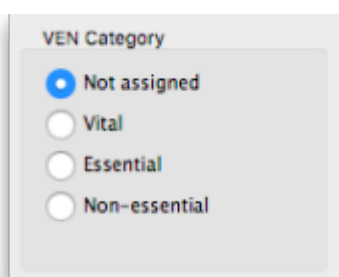 VEN Category
Not assigned
Vital
Essential
Non-essential